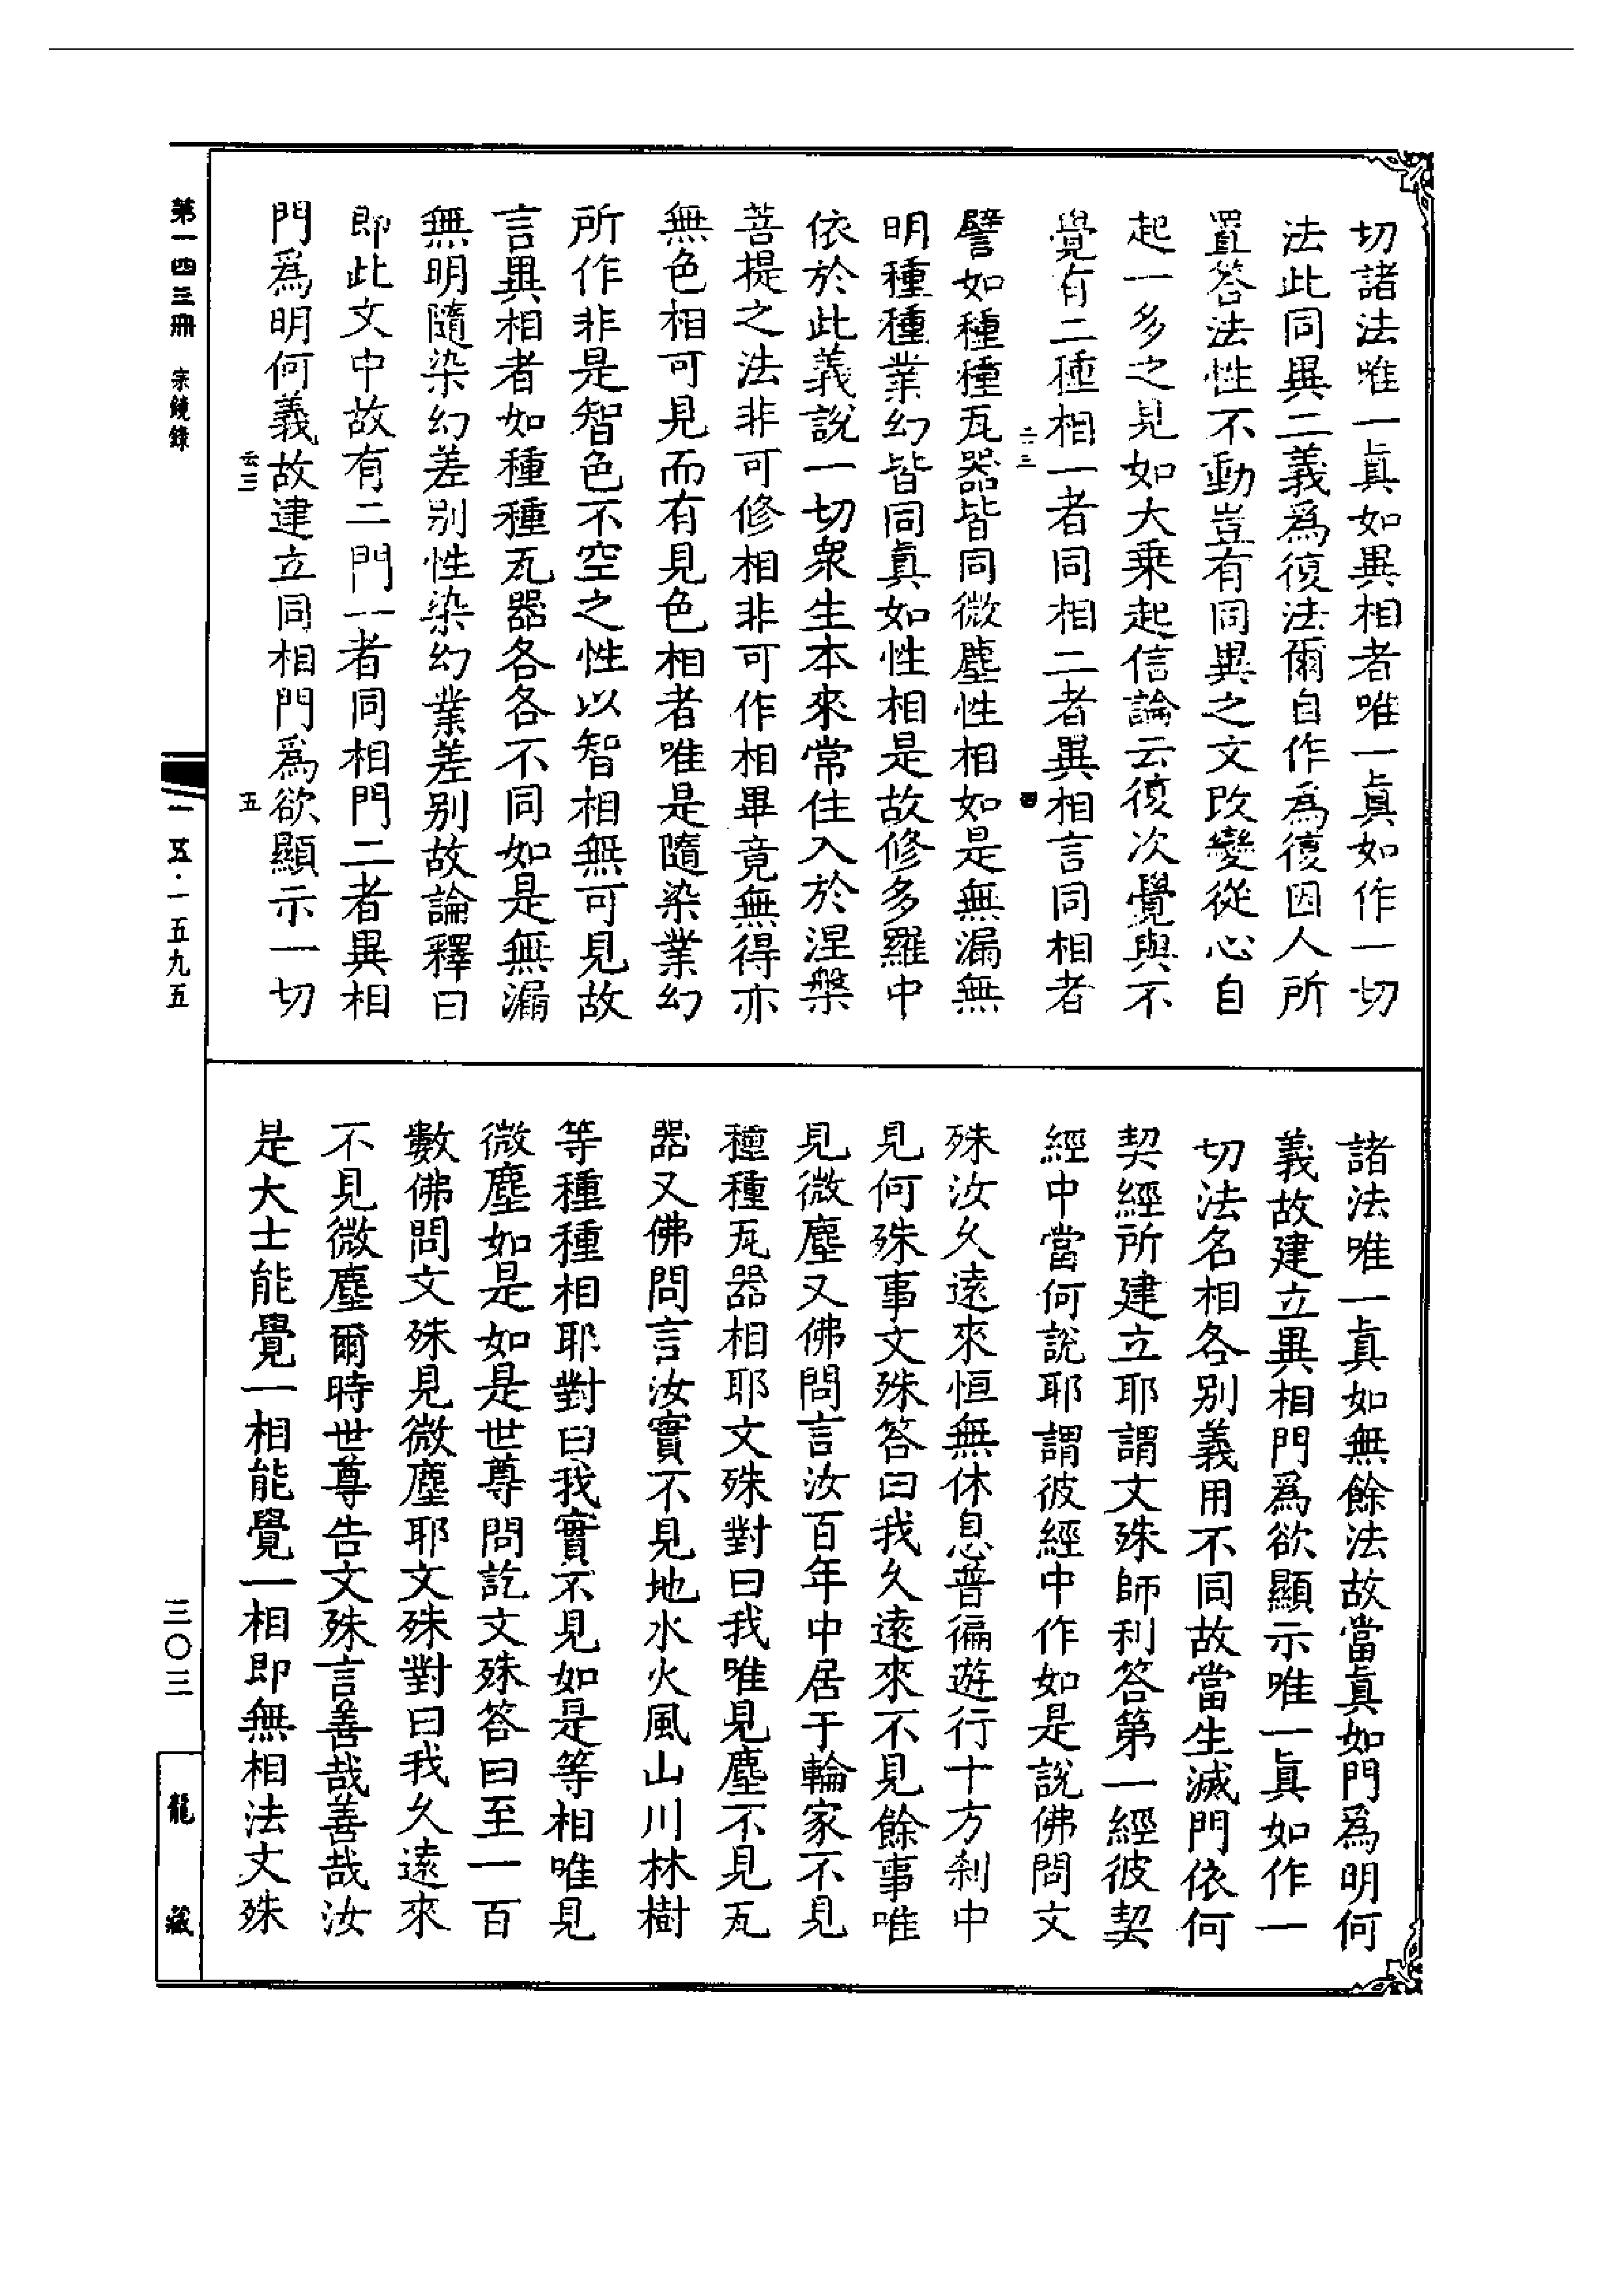 切諸法唯一眞如異相者唯一眞如作一切
法此同異二義爲復法爾自作爲復因人所
置答法性不動豈有同異之文改變從心自
起一多之見如大乗起信論云復次覺與不
覺有二種相一者同相二者異相言同相者
二三
四
譬如種種瓦器皆同微塵性相如是無漏無
明種種業幻皆同眞如性相是故修多羅中
依於此義說一切衆生本來常住入於涅槃
菩提之法非可修相非可作相畢竟無得亦
無色相可見而有見色相者唯是隨染業幻
所作非是智色不空之性以智相無可見故
言異相者如種種瓦器各各不同如是無漏
無明隨染幻差别性染幻業差别故論釋曰
即此文中故有二門一者同相門二者異相
門爲明何義故建立同相門爲欲顯示一切
云三
五
諸法唯一眞如無餘法故當眞如門爲明何
義故建立異相門爲欲顯示唯一眞如作一
切法名相各别義用不同故當生滅門依何
契經所建立耶謂文殊師利答第一經彼契
經中當何說耶謂彼經中作如是說佛問文
殊汝久遠來恒無休息普徧遊行十方刹中
見何殊事文殊答曰我久遠來不見餘事唯
見微塵又佛問言汝百年中居于輪家不見
種種瓦器相耶文殊對曰我唯見塵不見瓦
器又佛問言汝實不見地水火風山川林樹
等種種相耶對曰我實不見如是等相唯見
微塵如是如是世尊問訖文殊答曰至一百
數佛問文殊見微塵耶文殊對曰我久遠來
不見微塵爾時世尊告文殊言善哉善哉汝
是大士能覺一相能覺一相即無相法文殊
第一四三冊 宗鏡錄
一五·一五九五
三〇三
龍藏